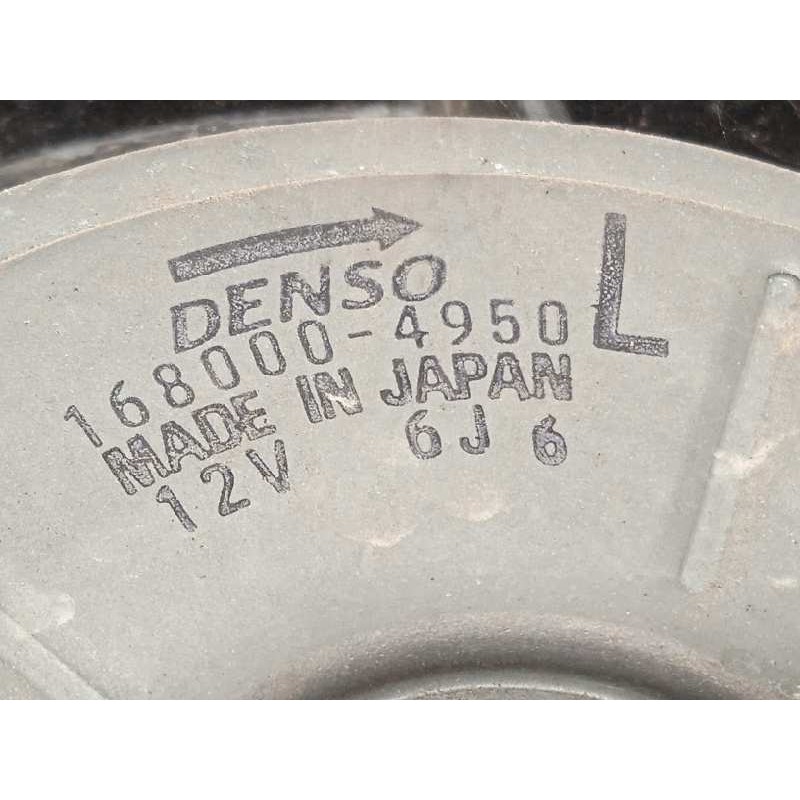 DENSO L
168000-4950
MADE IN JAPAN
12V 6J 6